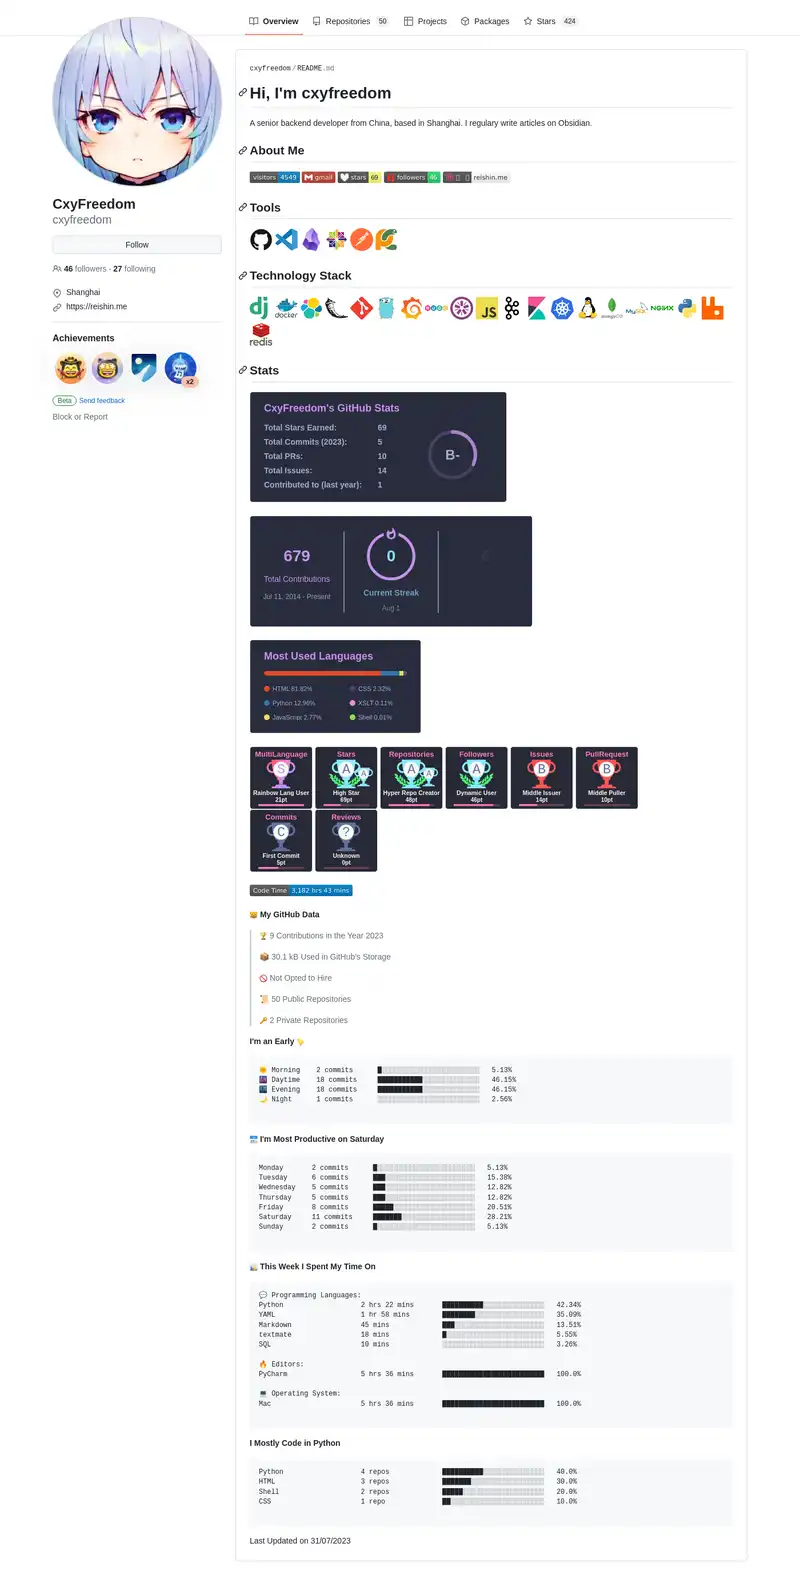 Overview
Repositories 50
Projects
Packages
Stars 424
CxyFreedom
cxyfreedom
Follow
46 followers · 27 following
Shanghai
https://reishin.me
Achievements
x2
Beta Send feedback
Block or Report
cxyfreedom / README.md
Hi, I'm cxyfreedom
A senior backend developer from China, based in Shanghai. I regulary write articles on Obsidian.
About Me
visitors 4549
gmail
stars 69
followers 46
reishin.me
Tools
Technology Stack
dj
docker
JS
mongoDB
MySQL
NGINX
redis
Stats
CxyFreedom's GitHub Stats
Total Stars Earned: 69
Total Commits (2023): 5
Total PRs: 10
Total Issues: 14
Contributed to (last year): 1
B-
679
Total Contributions
Jul 11, 2014 - Present
0
Current Streak
Aug 1
Most Used Languages
HTML 81.82%
CSS 2.32%
Python 12.96%
XSLT 0.11%
JavaScript 2.77%
Shell 0.01%
MultiLanguage
S
Rainbow Lang User
21pt
Stars
A
High Star
69pt
Repositories
A
Hyper Repo Creator
48pt
Followers
A
Dynamic User
46pt
Issues
B
Middle Issuer
14pt
PullRequest
B
Middle Puller
10pt
Commits
C
First Commit
5pt
Reviews
?
Unknown
0pt
Code Time 3,182 hrs 43 mins
My GitHub Data
9 Contributions in the Year 2023
30.1 kB Used in GitHub's Storage
Not Opted to Hire
50 Public Repositories
2 Private Repositories
I'm an Early
Morning 2 commits 5.13%
Daytime 18 commits 46.15%
Evening 18 commits 46.15%
Night 1 commits 2.56%
I'm Most Productive on Saturday
Monday 2 commits 5.13%
Tuesday 6 commits 15.38%
Wednesday 5 commits 12.82%
Thursday 5 commits 12.82%
Friday 8 commits 20.51%
Saturday 11 commits 28.21%
Sunday 2 commits 5.13%
This Week I Spent My Time On
Programming Languages:
Python 2 hrs 22 mins 42.34%
YAML 1 hr 58 mins 35.09%
Markdown 45 mins 13.51%
textmate 18 mins 5.55%
SQL 10 mins 3.26%
Editors:
PyCharm 5 hrs 36 mins 100.0%
Operating System:
Mac 5 hrs 36 mins 100.0%
I Mostly Code in Python
Python 4 repos 40.0%
HTML 3 repos 30.0%
Shell 2 repos 20.0%
CSS 1 repo 10.0%
Last Updated on 31/07/2023